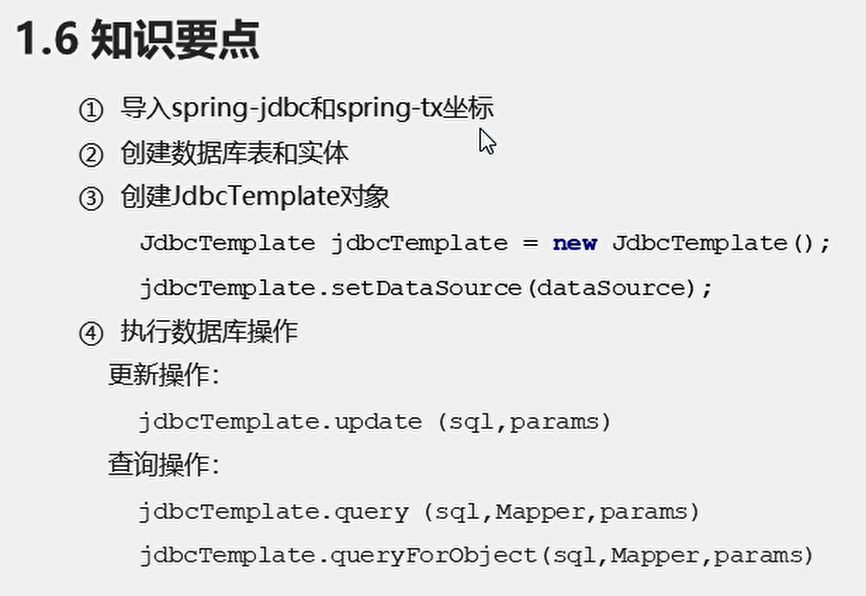 1.6 知识要点
① 导入spring-jdbc和spring-tx坐标
② 创建数据库表和实体
③ 创建JdbcTemplate对象
JdbcTemplate jdbcTemplate = new JdbcTemplate();
jdbcTemplate.setDataSource(dataSource);
④ 执行数据库操作
更新操作：
jdbcTemplate.update (sql,params)
查询操作：
jdbcTemplate.query (sql,Mapper,params)
jdbcTemplate.queryForObject(sql,Mapper,params)